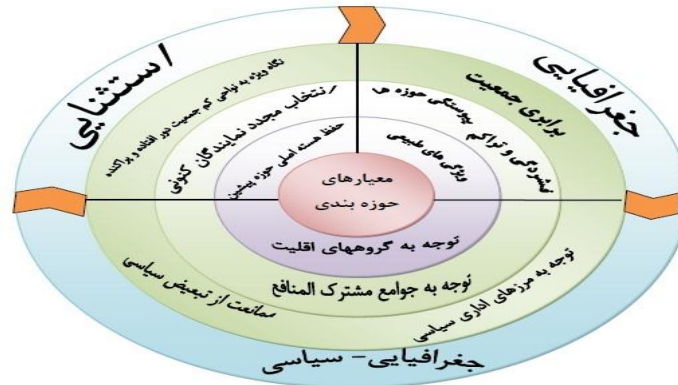 استثنایی
نگاه ویژه به نواحی کم جمعیت دور افتاده و پراکنده
انتخاب مجدد نمایندگان کنونی
حفظ هسته اصلی حوزه پیشین
جغرافیایی
برابری جمعیت
پیوستگی حوزه ها
فشردگی و تراکم
ویژگی های طبیعی
معیارهای
حوزه بندی
توجه به گروههای اقلیت
توجه به جوامع مشترک المنافع
ممانعت از تبعیض سیاسی
توجه به مرزهای اداری سیاسی
جغرافیایی- سیاسی